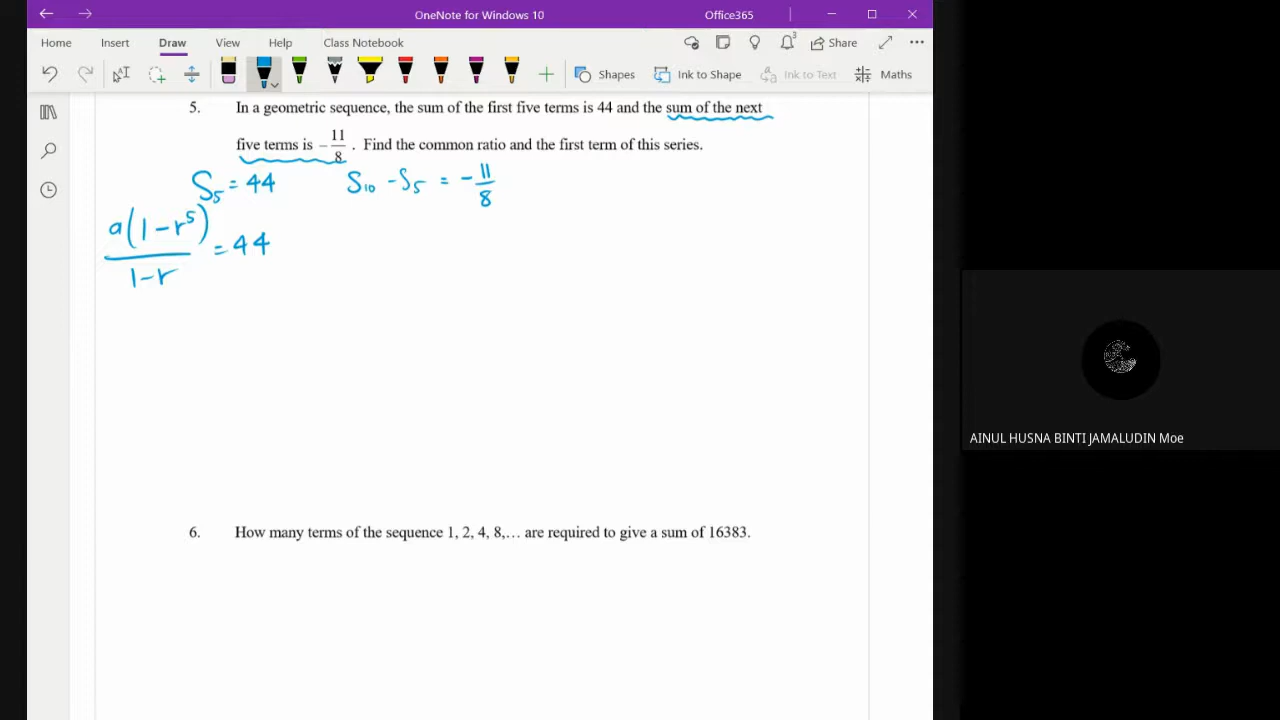 OneNote for Windows 10
Office365
Home Insert Draw View Help Class Notebook
3
Share
Shapes Ink to Shape Ink to Text Maths
5. In a geometric sequence, the sum of the first five terms is 44 and the sum of the next
five terms is -11/8. Find the common ratio and the first term of this series.
S₅ = 44 S₁₀ - S₅ = -11/8
a(1-r⁵)/(1-r) = 44
AINUL HUSNA BINTI JAMALUDIN Moe
6. How many terms of the sequence 1, 2, 4, 8,… are required to give a sum of 16383.